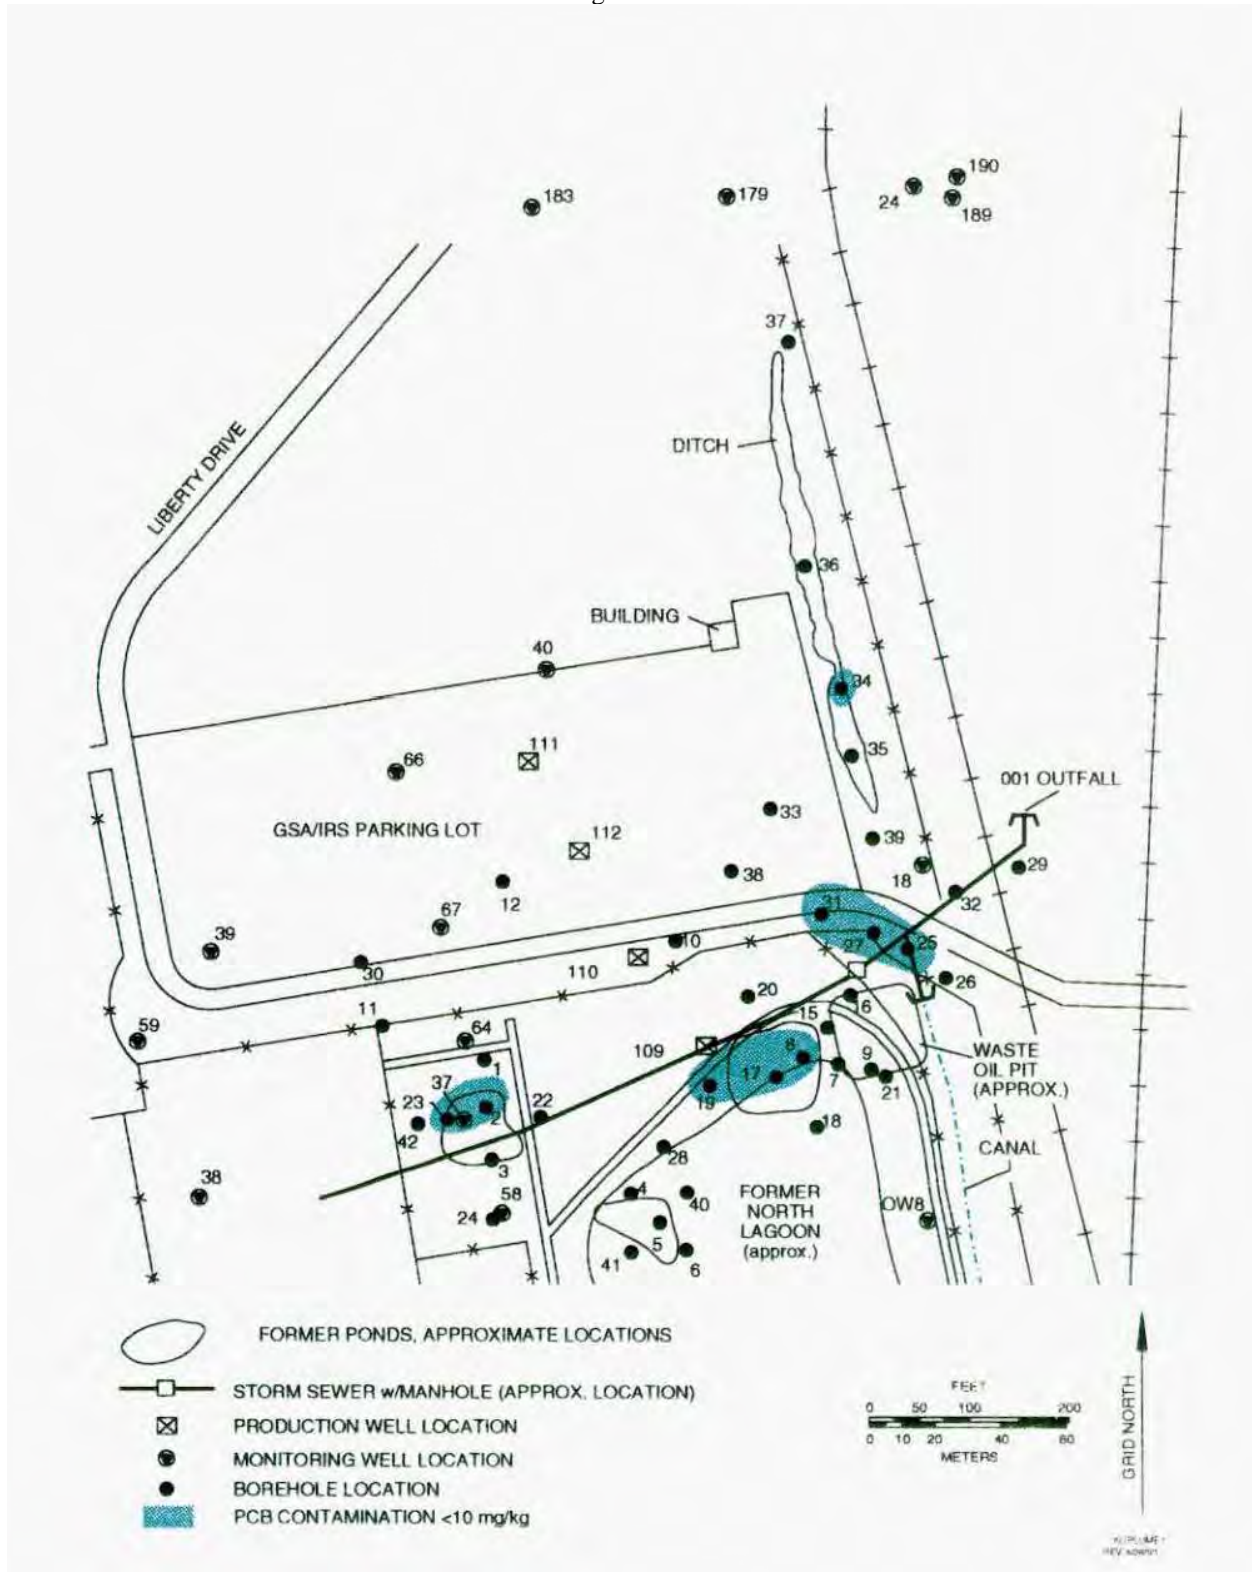 190
183
179
24
189
37
DITCH
LIBERTY DRIVE
36
BUILDING
40
34
111
66
35
001 OUTFALL
33
GSA/IRS PARKING LOT
112
39
38
18
29
12
32
31
67
39
10
27
25
30
110
26
11
20
16
59
64
15
109
8
WASTE
OIL PIT
(APPROX.)
1
9
7
17
21
37
19
23
2
22
42
18
CANAL
28
3
38
4
40
FORMER
NORTH
LAGOON
(approx.)
58
OW8
24
5
41
6
FORMER PONDS, APPROXIMATE LOCATIONS
STORM SEWER w/MANHOLE (APPROX. LOCATION)
PRODUCTION WELL LOCATION
MONITORING WELL LOCATION
BOREHOLE LOCATION
PCB CONTAMINATION <10 mg/kg
FEET
0 50 100 200
0 10 20 40 60
METERS
GRID NORTH